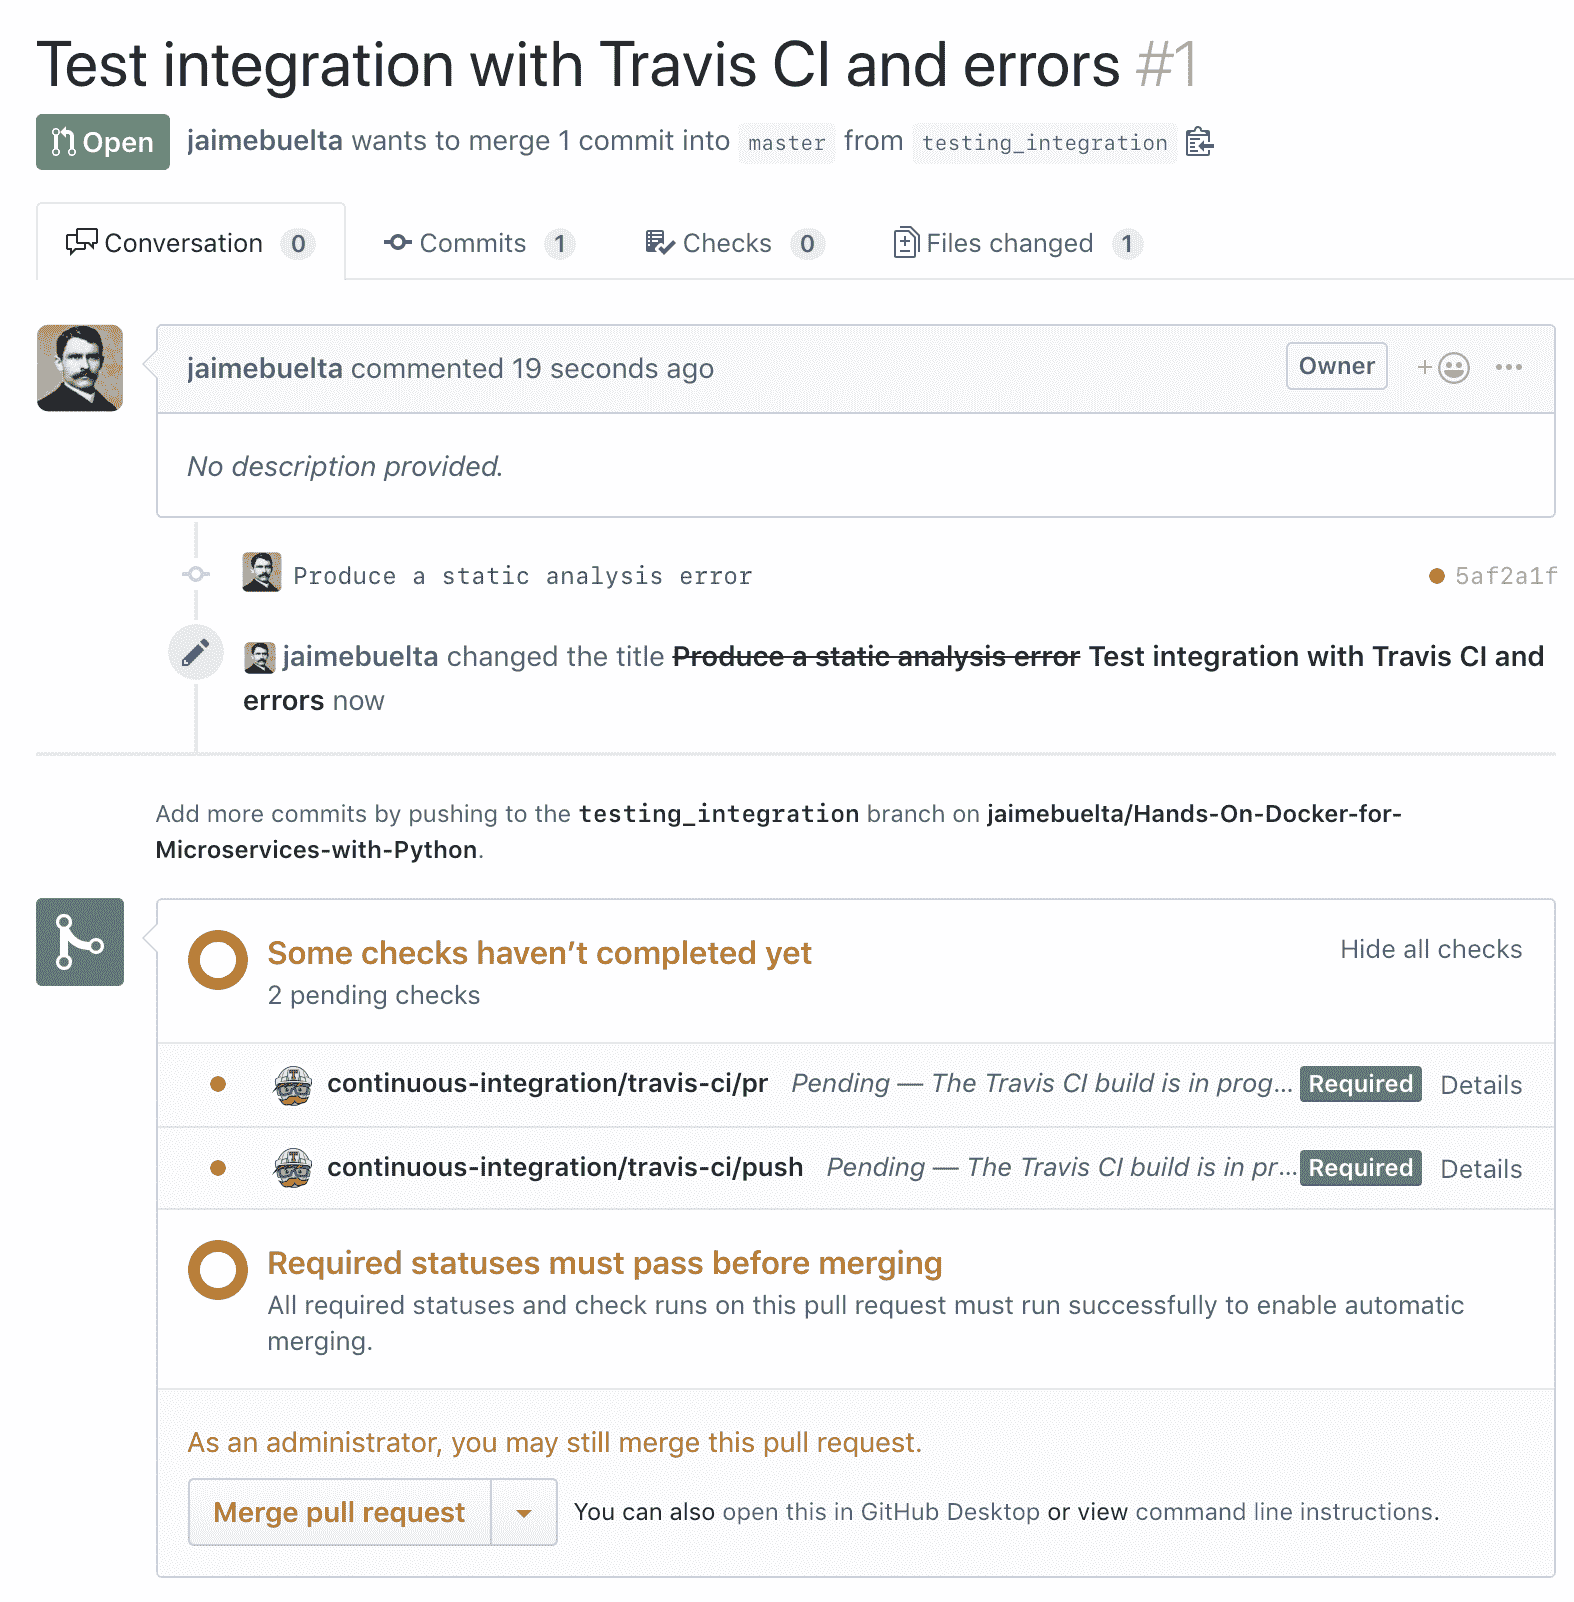 Test integration with Travis CI and errors #1
Open jaimebuelta wants to merge 1 commit into master from testing_integration
Conversation 0 Commits 1 Checks 0 Files changed 1
jaimebuelta commented 19 seconds ago Owner
No description provided.
Produce a static analysis error 5af2a1f
jaimebuelta changed the title Produce a static analysis error Test integration with Travis CI and
errors now
Add more commits by pushing to the testing_integration branch on jaimebuelta/Hands-On-Docker-for-
Microservices-with-Python.
Some checks haven’t completed yet Hide all checks
2 pending checks
continuous-integration/travis-ci/pr Pending — The Travis CI build is in prog... Required Details
continuous-integration/travis-ci/push Pending — The Travis CI build is in pr... Required Details
Required statuses must pass before merging
All required statuses and check runs on this pull request must run successfully to enable automatic
merging.
As an administrator, you may still merge this pull request.
Merge pull request You can also open this in GitHub Desktop or view command line instructions.